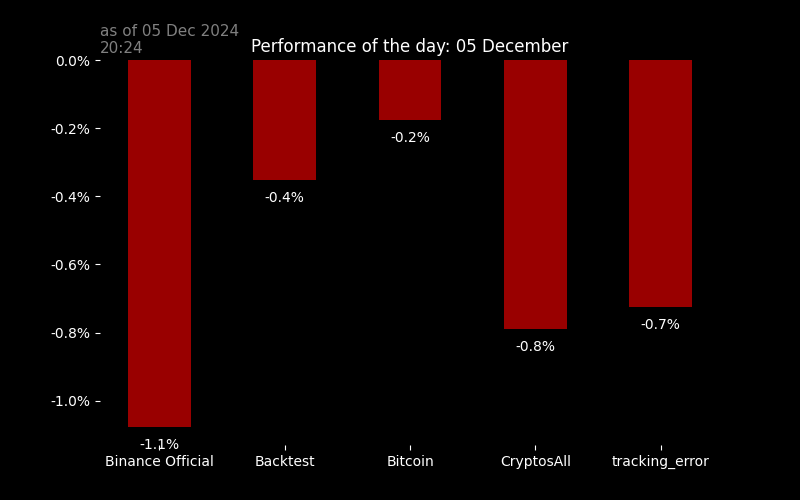 as of 05 Dec 2024
20:24
Performance of the day: 05 December
0.0%
-0.2%
-0.4%
-0.6%
-0.8%
-1.0%
-1.1%
-0.4%
-0.2%
-0.8%
-0.7%
Binance Official
Backtest
Bitcoin
CryptosAll
tracking_error